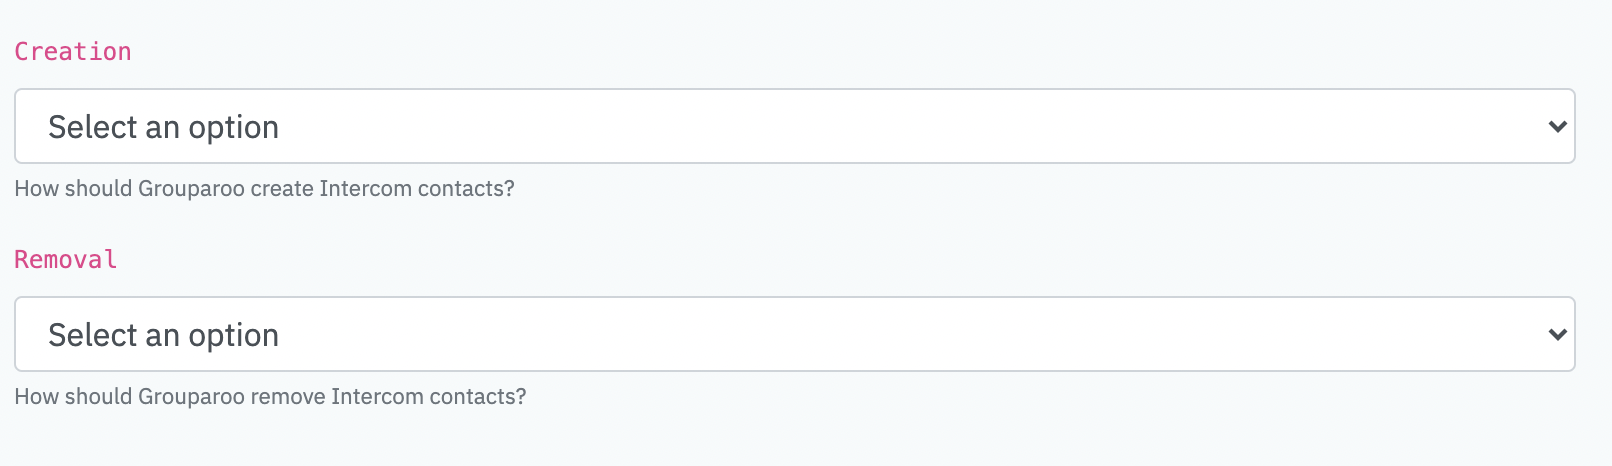 Creation
Select an option
How should Grouparoo create Intercom contacts?
Removal
Select an option
How should Grouparoo remove Intercom contacts?